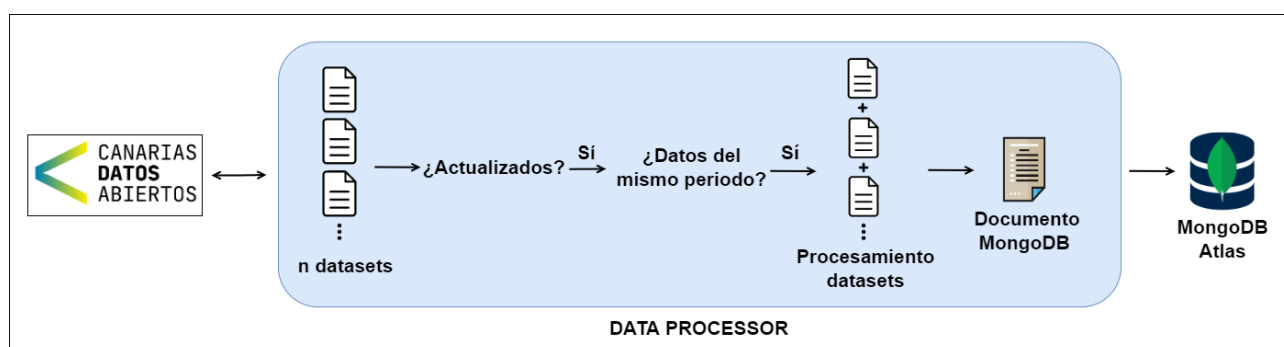 CANARIAS
DATOS
ABIERTOS
n datasets
¿Actualizados?
Sí
¿Datos del
mismo periodo?
Sí
+
+
Procesamiento
datasets
Documento
MongoDB
MongoDB
Atlas
DATA PROCESSOR